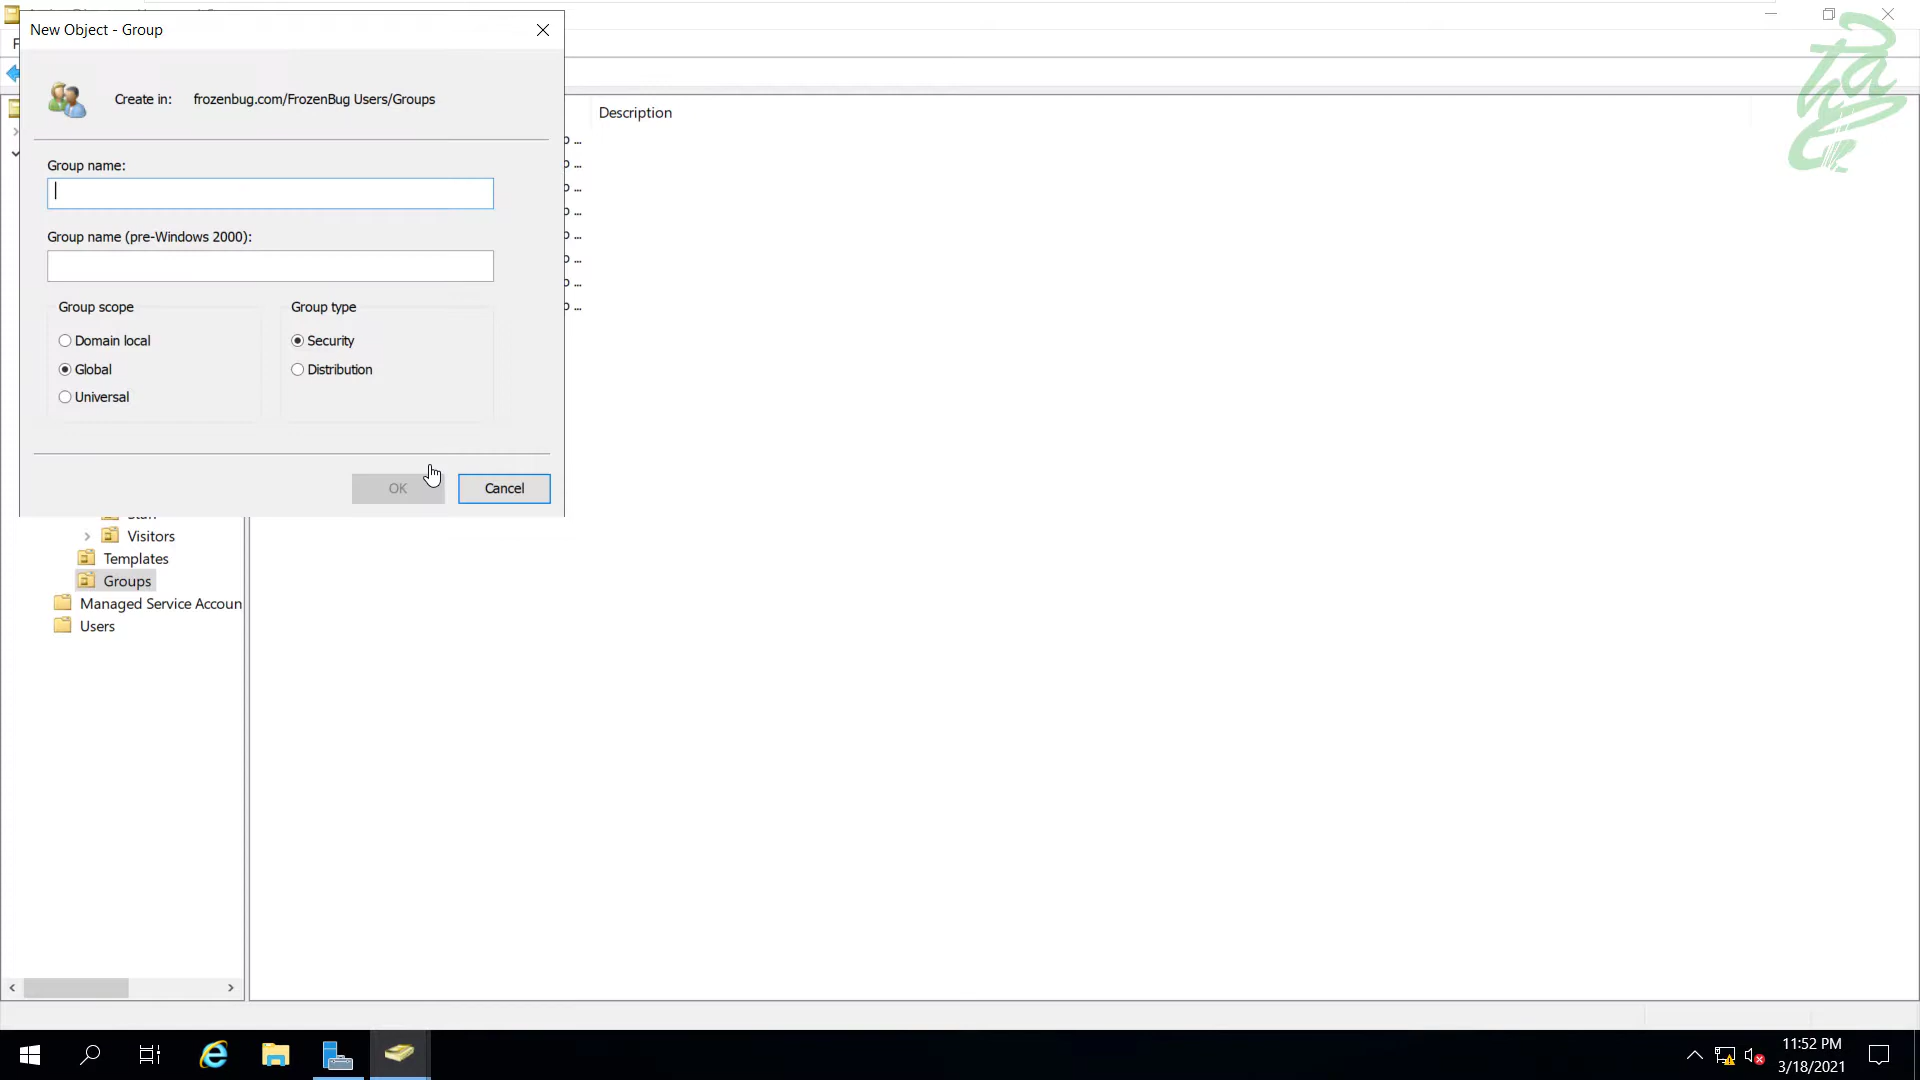 New Object - Group
Create in: frozenbug.com/FrozenBug Users/Groups
Group name:
Group name (pre-Windows 2000):
Group scope
Group type
Domain local
Security
Global
Distribution
Universal
OK
Cancel
Description
Visitors
Templates
Groups
Managed Service Accoun
Users
11:52 PM
3/18/2021